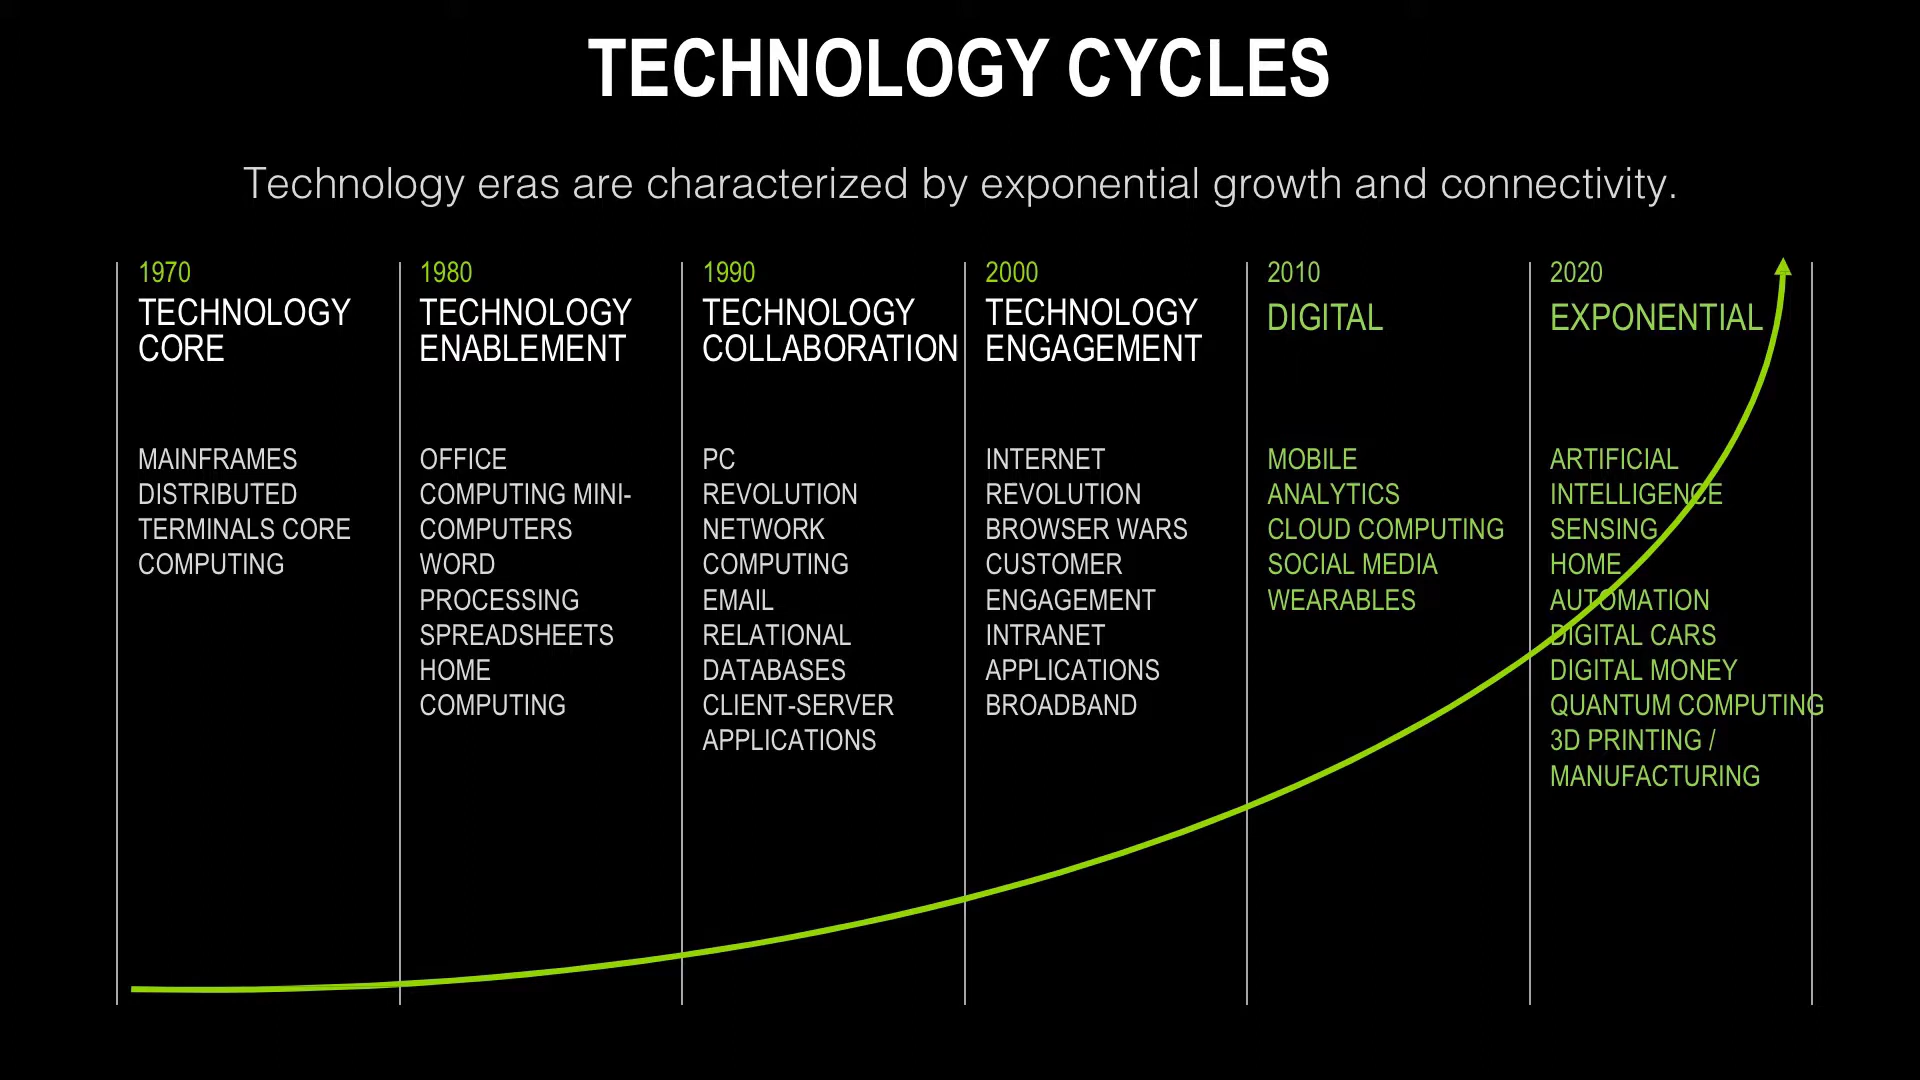 TECHNOLOGY CYCLES
Technology eras are characterized by exponential growth and connectivity.
1970
TECHNOLOGY
CORE
MAINFRAMES
DISTRIBUTED
TERMINALS CORE
COMPUTING
1980
TECHNOLOGY
ENABLEMENT
OFFICE
COMPUTING MINI-
COMPUTERS
WORD
PROCESSING
SPREADSHEETS
HOME
COMPUTING
1990
TECHNOLOGY
COLLABORATION
PC
REVOLUTION
NETWORK
COMPUTING
EMAIL
RELATIONAL
DATABASES
CLIENT-SERVER
APPLICATIONS
2000
TECHNOLOGY
ENGAGEMENT
INTERNET
REVOLUTION
BROWSER WARS
CUSTOMER
ENGAGEMENT
INTRANET
APPLICATIONS
BROADBAND
2010
DIGITAL
MOBILE
ANALYTICS
CLOUD COMPUTING
SOCIAL MEDIA
WEARABLES
2020
EXPONENTIAL
ARTIFICIAL
INTELLIGENCE
SENSING
HOME
AUTOMATION
DIGITAL CARS
DIGITAL MONEY
QUANTUM COMPUTING
3D PRINTING /
MANUFACTURING